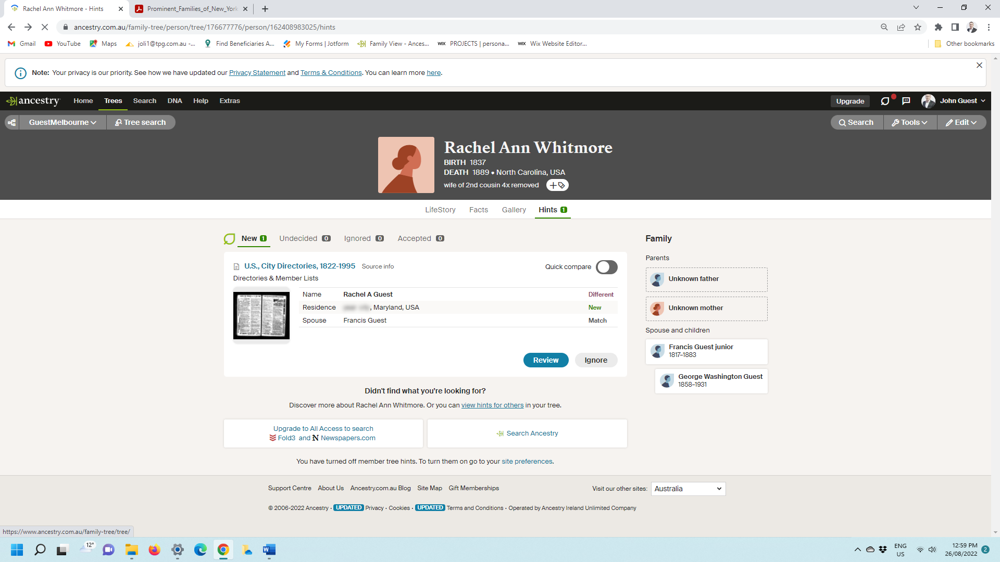 Rachel Ann Whitmore - Hints
Prominent_Families_of_New_York
ancestry.com.au/family-tree/person/tree/176677776/person/162408983025/hints
Gmail YouTube Maps joli1@tpg.com.au -... Find Beneficiaries A... My Forms | Jotform Family View - Ances... WIX PROJECTS | persona... WIX Wix Website Editor... Other bookmarks
Note: Your privacy is our priority. See how we have updated our Privacy Statement and Terms & Conditions. You can learn more here.
ancestry Home Trees Search DNA Help Extras Upgrade John Guest
GuestMelbourne Tree search Search Tools Edit
Rachel Ann Whitmore
BIRTH 1837
DEATH 1889 • North Carolina, USA
wife of 2nd cousin 4x removed
LifeStory Facts Gallery Hints 1
New 1 Undecided 0 Ignored 0 Accepted 0
U.S., City Directories, 1822-1995 Source info Quick compare
Directories & Member Lists
Name Rachel A Guest Different
Residence , Maryland, USA New
Spouse Francis Guest Match
Review Ignore
Didn't find what you're looking for?
Discover more about Rachel Ann Whitmore. Or you can view hints for others in your tree.
Upgrade to All Access to search
Fold3 and N Newspapers.com
Search Ancestry
You have turned off member tree hints. To turn them on go to your site preferences.
Family
Parents
Unknown father
Unknown mother
Spouse and children
Francis Guest junior
1817–1883
George Washington Guest
1858–1931
Support Centre About Us Ancestry.com.au Blog Site Map Gift Memberships Visit our other sites: Australia
© 2006-2022 Ancestry • UPDATED Privacy • Cookies • UPDATED Terms and Conditions • Operated by Ancestry Ireland Unlimited Company
https://www.ancestry.com.au/family-tree/tree/
12°
ENG
US
12:59 PM
26/08/2022
2